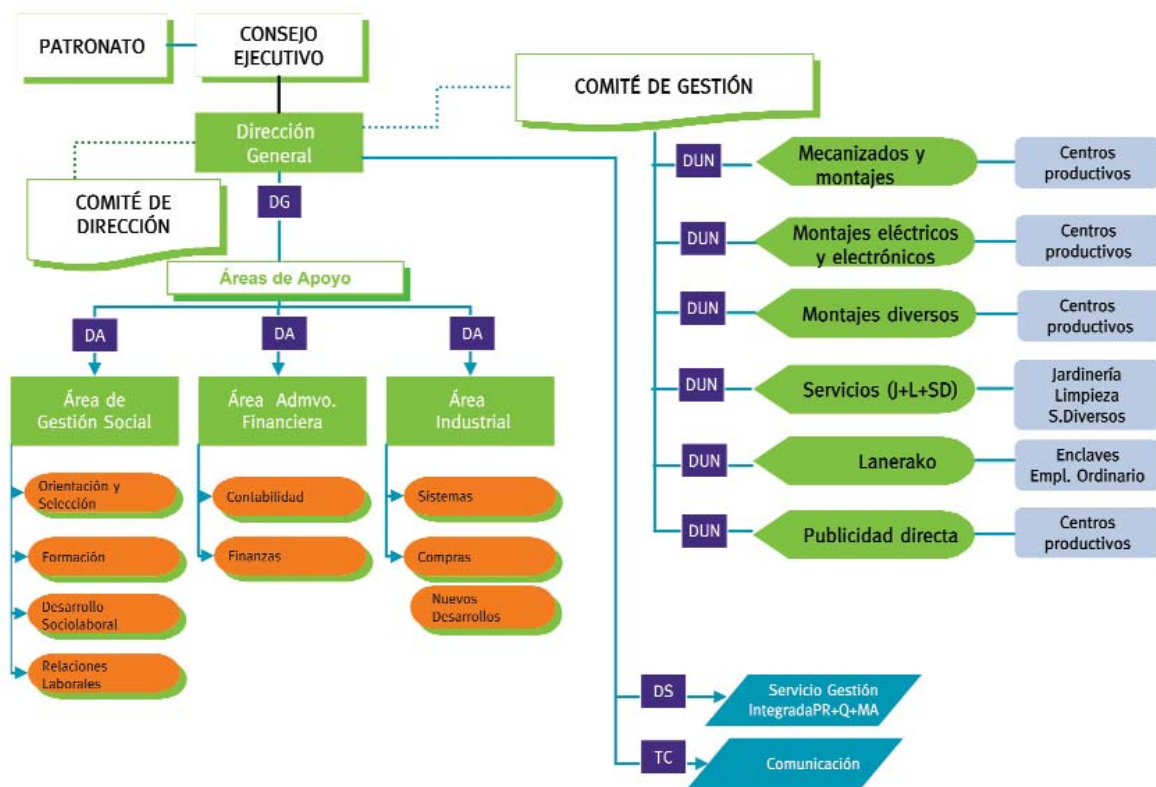 PATRONATO
CONSEJO
EJECUTIVO
COMITÉ DE GESTIÓN
Dirección
General
COMITÉ DE
DIRECCIÓN
DG
Áreas de Apoyo
DA
DA
DA
Área de
Gestión Social
Área Admvo.
Financiera
Área
Industrial
Orientación y
Selección
Formación
Desarrollo
Sociolaboral
Relaciones
Laborales
Contabilidad
Finanzas
Sistemas
Compras
Nuevos
Desarrollos
DUN
Mecanizados y
montajes
Centros
productivos
DUN
Montajes eléctricos
y electrónicos
Centros
productivos
DUN
Montajes diversos
Centros
productivos
DUN
Servicios (J+L+SD)
Jardinería
Limpieza
S.Diversos
DUN
Lanerako
Enclaves
Empl. Ordinario
DUN
Publicidad directa
Centros
productivos
DS
Servicio Gestión
IntegradaPR+Q+MA
TC
Comunicación